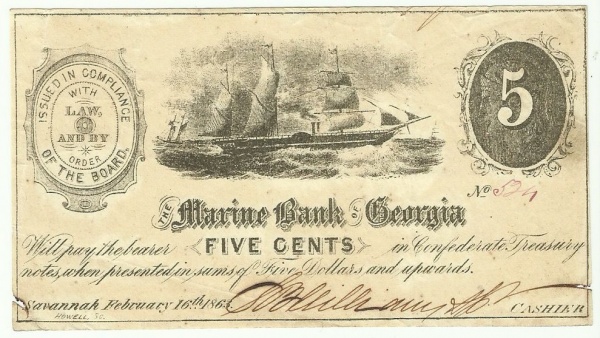 ISSUED IN COMPLIANCE
WITH
LAW,
AND BY
ORDER
OF THE BOARD.
5
No 524
THE Marine Bank OF Georgia
Will pay the bearer FIVE CENTS in Confederate Treasury
notes, when presented in sums of Five Dollars and upwards.
Savannah February 16th 1863
CASHIER
HOWELL, SC.